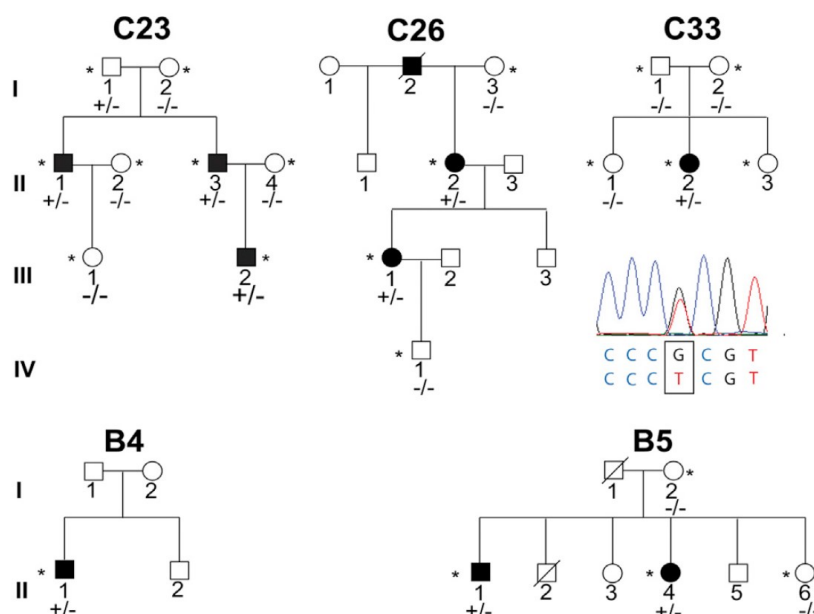 C23 C26 C33
I
* 1 * 2 * 1 2 3 * * 1 * 2 *
+/- -/- -/- -/- -/-
II
* 1 * 2 * 3 * 4 * 1 * 2 3 * 1 * 2 * 3
+/- -/- +/- -/- +/- -/- +/-
III
* 1 2 * * 1 2 3
-/- +/- +/-
C C C G C G T
C C C T C G T
IV
* 1
-/-
B4 B5
I
1 2 1 2 *
-/-
II
* 1 2 * 1 2 3 * 4 5 * 6
+/- +/- +/- -/-